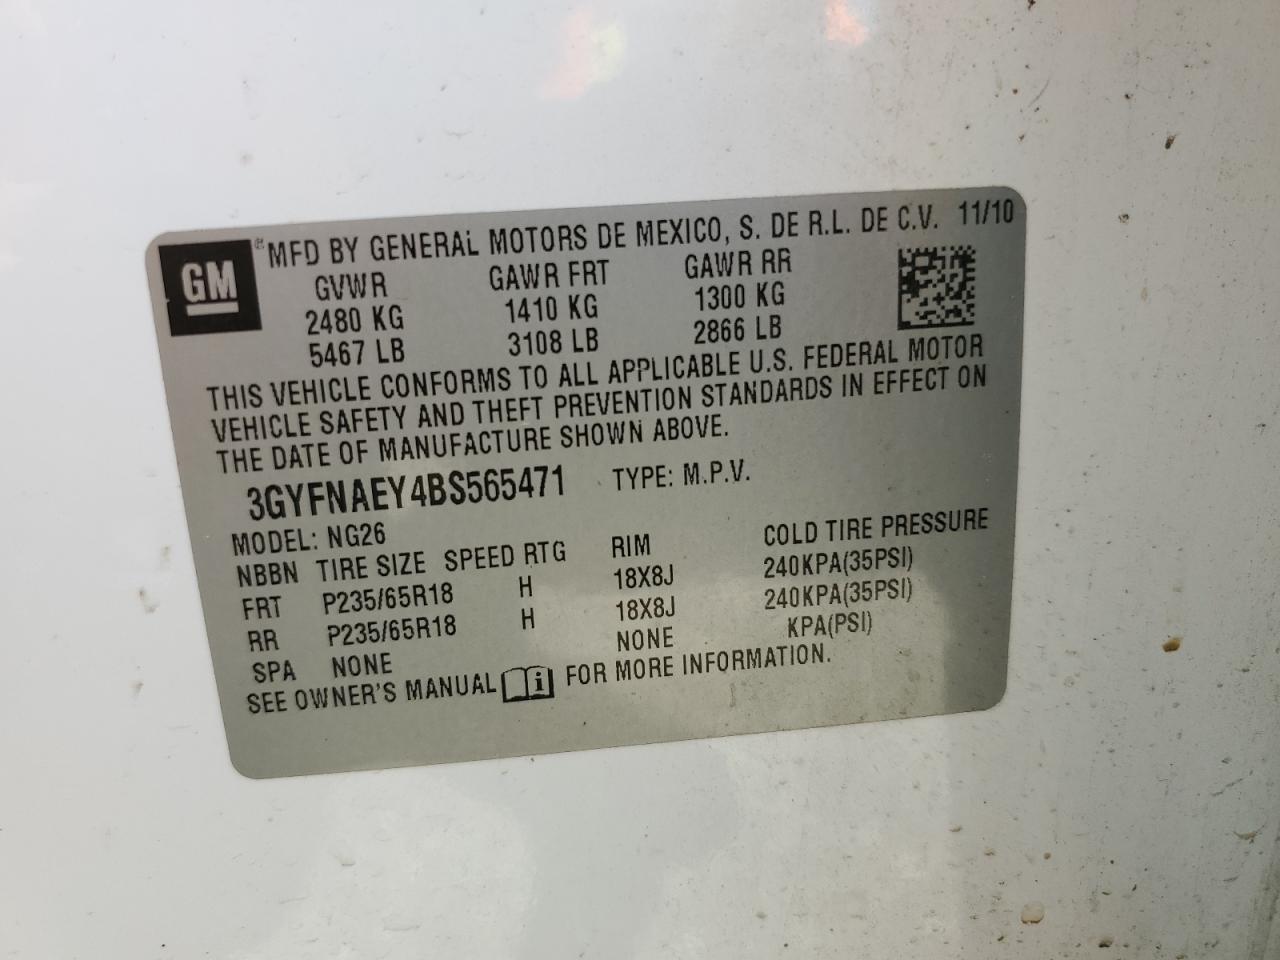 GM ® MFD BY GENERAL MOTORS DE MEXICO, S. DE R.L. DE C.V. 11/10
GVWR GAWR FRT GAWR RR
2480 KG 1410 KG 1300 KG
5467 LB 3108 LB 2866 LB
THIS VEHICLE CONFORMS TO ALL APPLICABLE U.S. FEDERAL MOTOR
VEHICLE SAFETY AND THEFT PREVENTION STANDARDS IN EFFECT ON
THE DATE OF MANUFACTURE SHOWN ABOVE.
3GYFNAEY4BS565471 TYPE: M.P.V.
MODEL: NG26
NBBN TIRE SIZE SPEED RTG RIM COLD TIRE PRESSURE
FRT P235/65R18 H 18X8J 240KPA(35PSI)
RR P235/65R18 H 18X8J 240KPA(35PSI)
SPA NONE NONE KPA(PSI)
SEE OWNER'S MANUAL i FOR MORE INFORMATION.